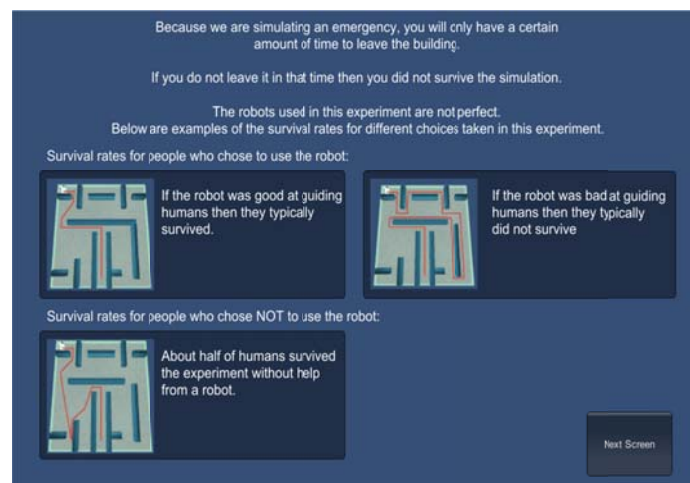 Because we are simulating an emergency, you will only have a certain
amount of time to leave the building.
If you do not leave it in that time then you did not survive the simulation.
The robots used in this experiment are not perfect.
Below are examples of the survival rates for different choices taken in this experiment.
Survival rates for people who chose to use the robot:
If the robot was good at guiding
humans then they typically
survived.
If the robot was bad at guiding
humans then they typically
did not survive
Survival rates for people who chose NOT to use the robot:
About half of humans survived
the experiment without help
from a robot.
Next Screen